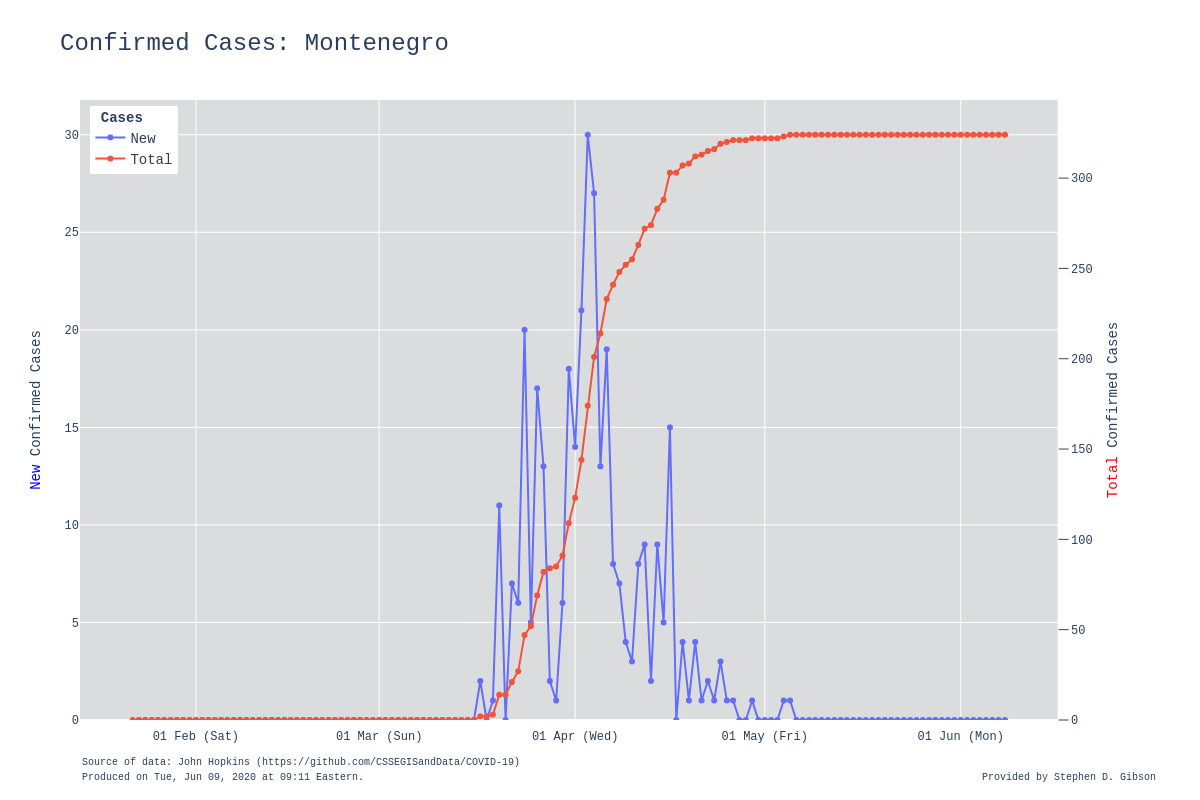 Confirmed Cases: Montenegro
Cases
New
Total
30
25
20
15
10
5
0
New Confirmed Cases
300
250
200
150
100
50
0
Total Confirmed Cases
01 Feb (Sat)
01 Mar (Sun)
01 Apr (Wed)
01 May (Fri)
01 Jun (Mon)
Source of data: John Hopkins (https://github.com/CSSEGISandData/COVID-19)
Produced on Tue, Jun 09, 2020 at 09:11 Eastern.
Provided by Stephen D. Gibson